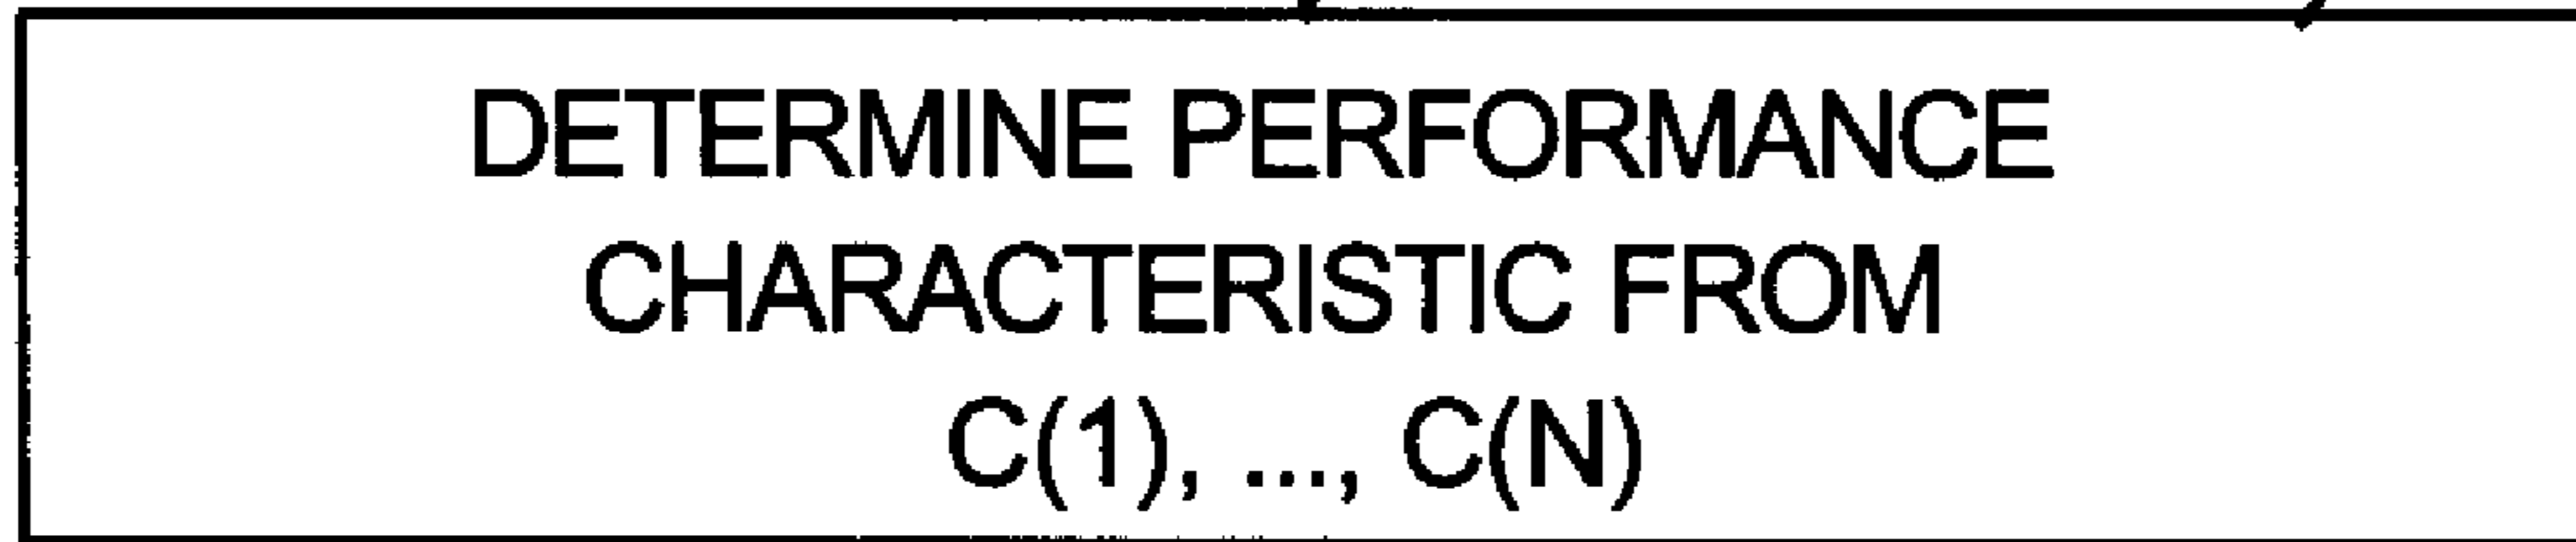 DETERMINE PERFORMANCE
CHARACTERISTIC FROM
C(1), ..., C(N)